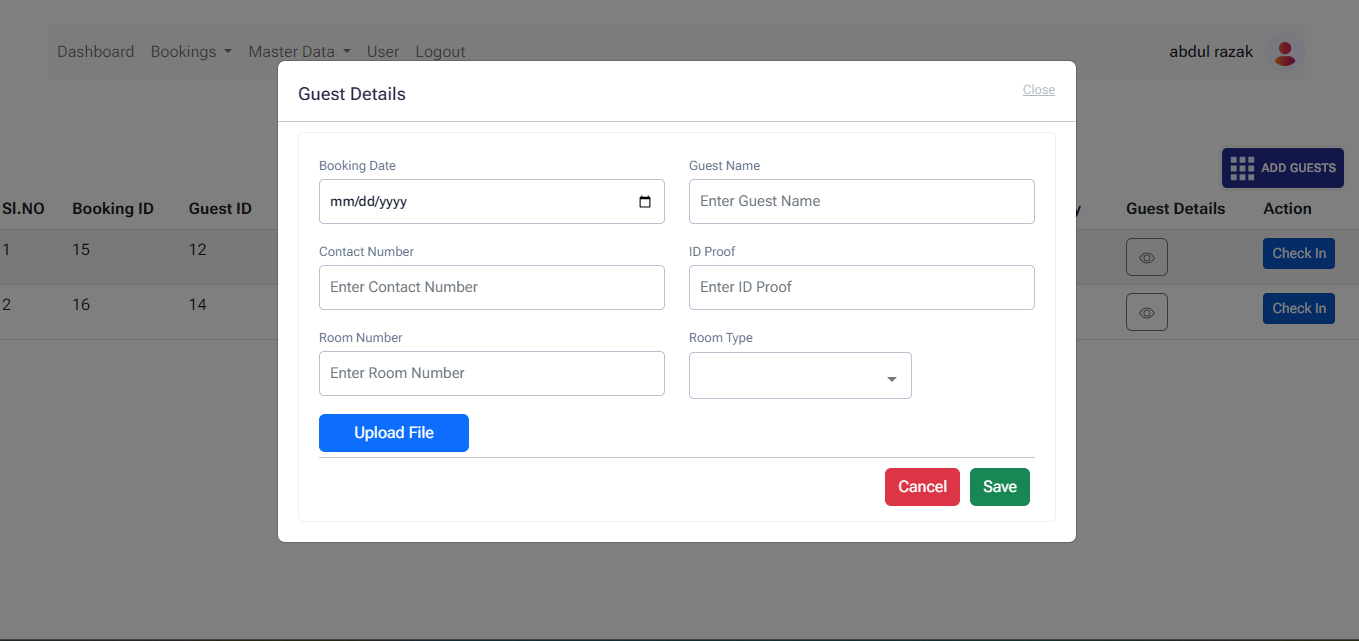 Dashboard Bookings Master Data User Logout abdul razak
Guest Details Close
Booking Date Guest Name
mm/dd/yyyy Enter Guest Name
ADD GUESTS
Sl.NO Booking ID Guest ID y Guest Details Action
1 15 12 Check In
Contact Number ID Proof
Enter Contact Number Enter ID Proof
2 16 14 Check In
Room Number Room Type
Enter Room Number
Upload File
Cancel Save